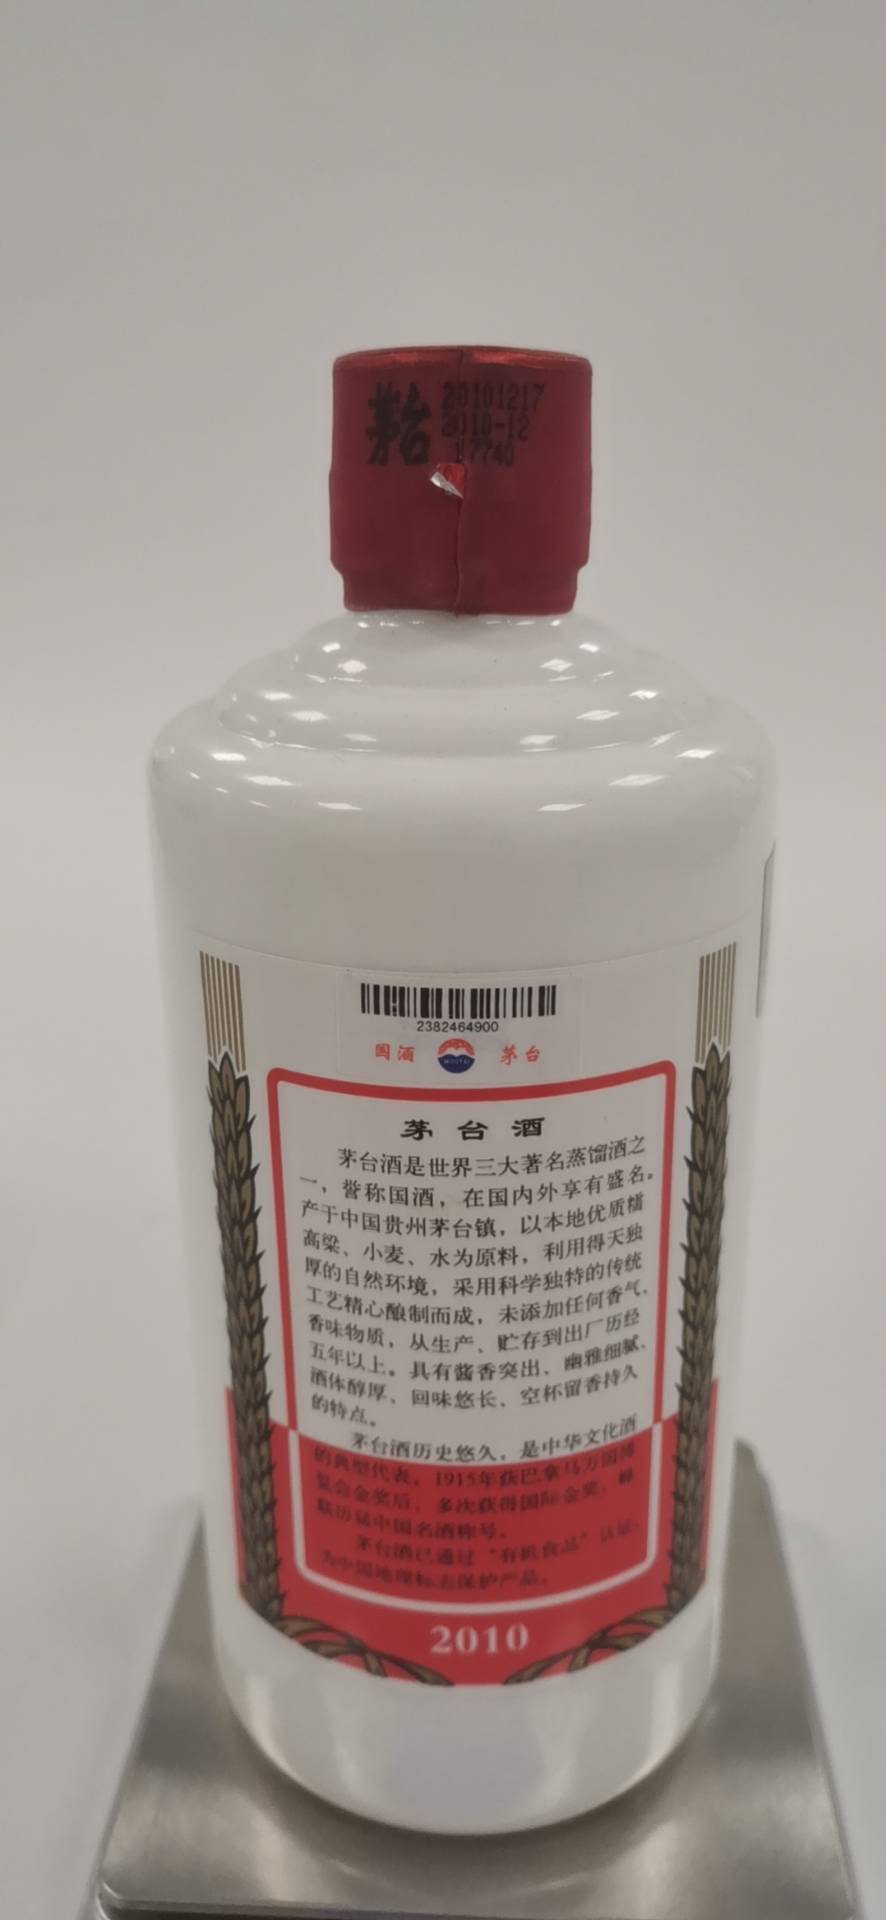 茅台
20101217
2010-12
17740
2382464900
国酒
MOUTAI
茅台
茅台酒
茅台酒是世界三大著名蒸馏酒之
一，誉称国酒，在国内外享有盛名。
产于中国贵州茅台镇，以本地优质糯
高粱、小麦、水为原料，利用得天独
厚的自然环境，采用科学独特的传统
工艺精心酿制而成，未添加任何香气、
香味物质，从生产、贮存到出厂历经
五年以上。具有酱香突出、幽雅细腻、
酒体醇厚、回味悠长、空杯留香持久
的特点。
茅台酒历史悠久，是中华文化酒
的典型代表，1915年获巴拿马万国博
览会金奖后，多次获得国际金奖，蝉
联历届中国名酒称号。
茅台酒已通过“有机食品”认证，
为中国地理标志保护产品。
2010